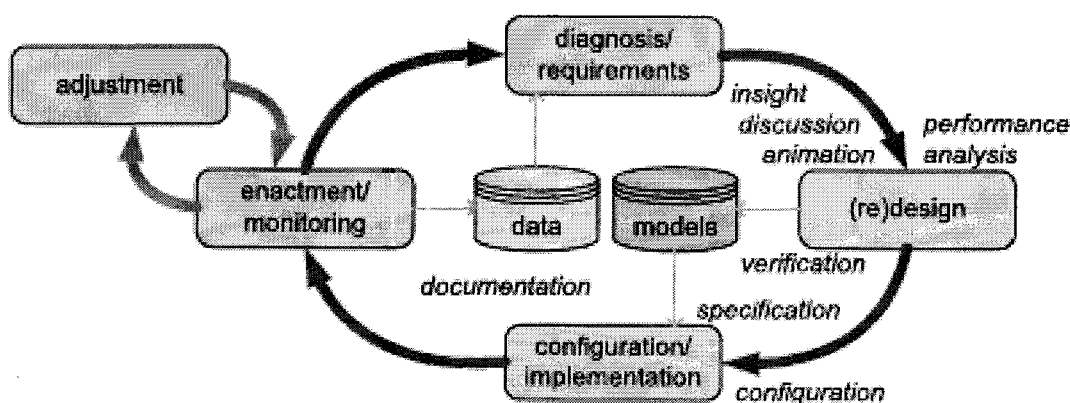 diagnosis/
requirements
adjustment
insight
discussion
animation
performance
analysis
enactment/
monitoring
data
models
(re)design
verification
documentation
specification
configuration/
implementation
configuration